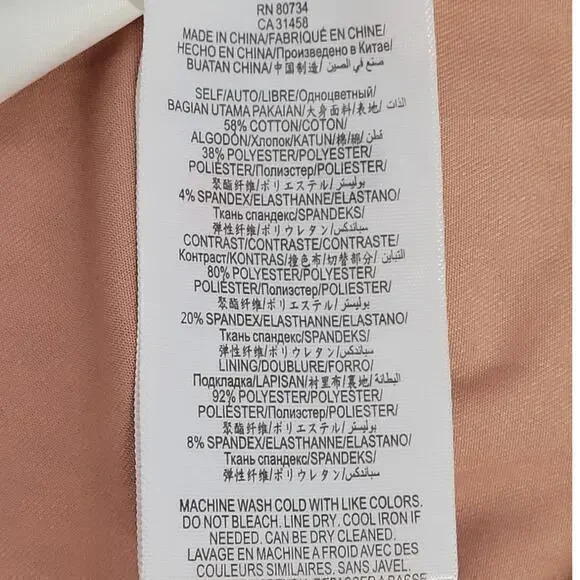 RN 80734
CA 31458
MADE IN CHINA/FABRIQUÉ EN CHINE/
HECHO EN CHINA/Произведено в Китае/
BUATAN CHINA/中国制造/ صنع في الصين/
SELF/AUTO/LIBRE/Одноцветный/
BAGIAN UTAMA PAKAIAN/大身面料/表地/ الذات/
58% COTTON/COTON/
ALGODÓN/Хлопок/KATUN/棉/綿/ قطن/
38% POLYESTER/POLYESTER/
POLIÉSTER/Полиэстер/POLIESTER/
聚酯纤维/ポリエステル/ بوليستر/
4% SPANDEX/ELASTHANNE/ELASTANO/
Ткань спандекс/SPANDEKS/
弹性纤维/ポリウレタン/ سباندكس/
CONTRAST/CONTRASTE/CONTRASTE/
Контраст/KONTRAS/撞色布/切替部分/ التباين/
80% POLYESTER/POLYESTER/
POLIÉSTER/Полиэстер/POLIESTER/
聚酯纤维/ポリエステル/ بوليستر/
20% SPANDEX/ELASTHANNE/ELASTANO/
Ткань спандекс/SPANDEKS/
弹性纤维/ポリウレタン/ سباندكس/
LINING/DOUBLURE/FORRO/
Подкладка/LAPISAN/衬里布/裏地/ البطانة/
92% POLYESTER/POLYESTER/
POLIÉSTER/Полиэстер/POLIESTER/
聚酯纤维/ポリエステル/ بوليستر/
8% SPANDEX/ELASTHANNE/ELASTANO/
Ткань спандекс/SPANDEKS/
弹性纤维/ポリウレタン/ سباندكس/
MACHINE WASH COLD WITH LIKE COLORS.
DO NOT BLEACH. LINE DRY. COOL IRON IF
NEEDED. CAN BE DRY CLEANED.
LAVAGE EN MACHINE A FROID AVEC DES
COULEURS SIMILAIRES. SANS JAVEL.